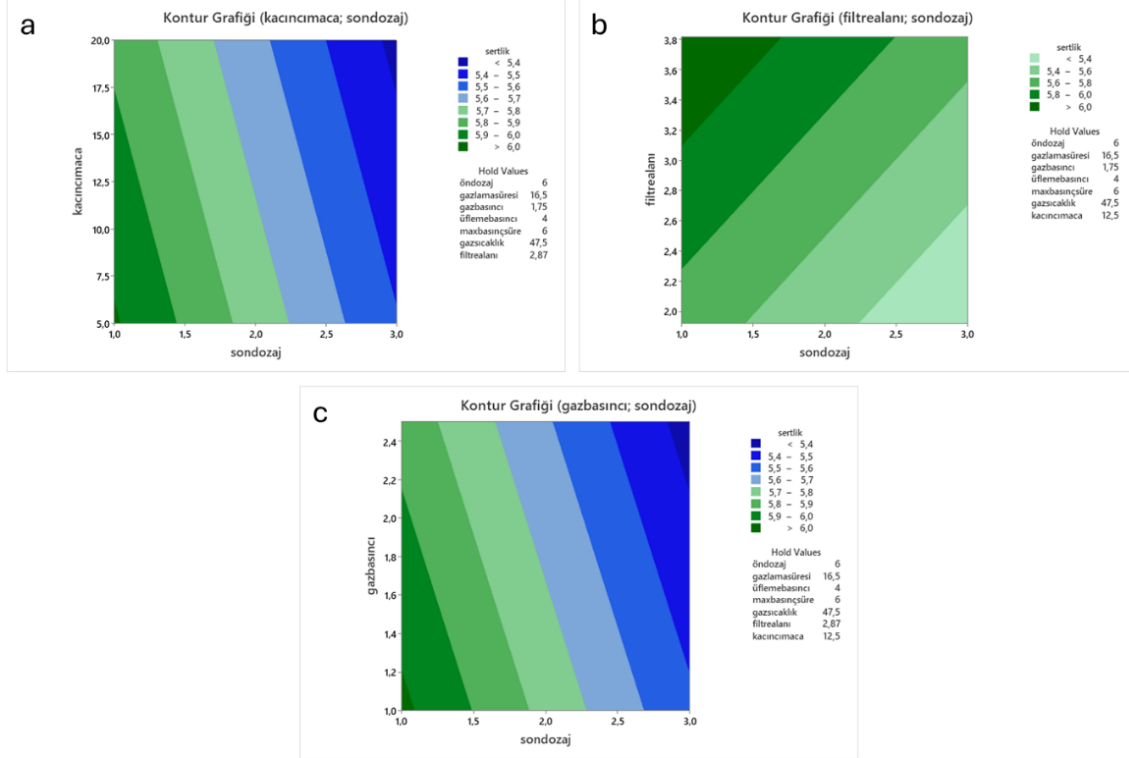 a
Kontur Grafiği (kacıncımaca; sondozaj)
kacıncımaca
20,0
17,5
15,0
12,5
10,0
7,5
5,0
1,0 1,5 2,0 2,5 3,0
sondozaj
sertlik
< 5,4
5,4 – 5,5
5,5 – 5,6
5,6 – 5,7
5,7 – 5,8
5,8 – 5,9
5,9 – 6,0
> 6,0
Hold Values
öndozaj 6
gazlamasüresi 16,5
gazbasıncı 1,75
üflemebasıncı 4
maxbasınçsüre 6
gazsıcaklık 47,5
filtrealanı 2,87
b
Kontur Grafiği (filtrealanı; sondozaj)
filtrealanı
3,8
3,6
3,4
3,2
3,0
2,8
2,6
2,4
2,2
2,0
1,0 1,5 2,0 2,5 3,0
sondozaj
sertlik
< 5,4
5,4 – 5,6
5,6 – 5,8
5,8 – 6,0
> 6,0
Hold Values
öndozaj 6
gazlamasüresi 16,5
gazbasıncı 1,75
üflemebasıncı 4
maxbasınçsüre 6
gazsıcaklık 47,5
kacıncımaca 12,5
c
Kontur Grafiği (gazbasıncı; sondozaj)
gazbasıncı
2,4
2,2
2,0
1,8
1,6
1,4
1,2
1,0
1,0 1,5 2,0 2,5 3,0
sondozaj
sertlik
< 5,4
5,4 – 5,5
5,5 – 5,6
5,6 – 5,7
5,7 – 5,8
5,8 – 5,9
5,9 – 6,0
> 6,0
Hold Values
öndozaj 6
gazlamasüresi 16,5
üflemebasıncı 4
maxbasınçsüre 6
gazsıcaklık 47,5
filtrealanı 2,87
kacıncımaca 12,5